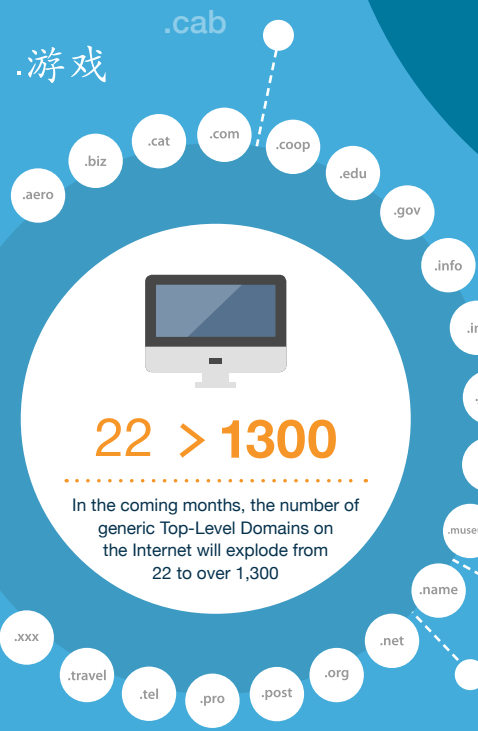 .cab
.游戏
.com
.cat
.coop
.biz
.edu
.aero
.gov
.info
22 > 1300
In the coming months, the number of
generic Top-Level Domains on
the Internet will explode from
22 to over 1,300
.name
.xxx
.net
.travel
.org
.tel
.post
.pro